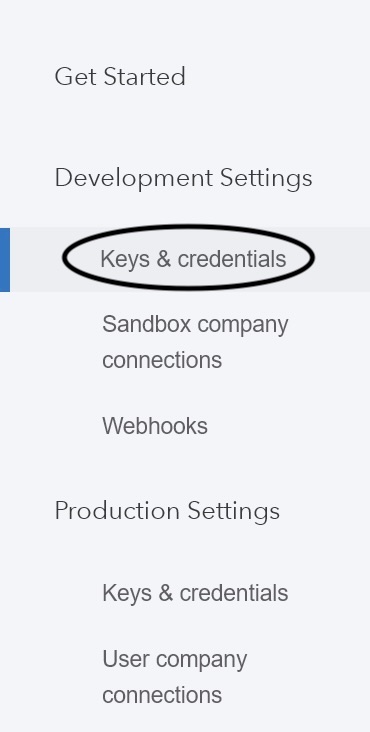 Get Started
Development Settings
Keys & credentials
Sandbox company
connections
Webhooks
Production Settings
Keys & credentials
User company
connections